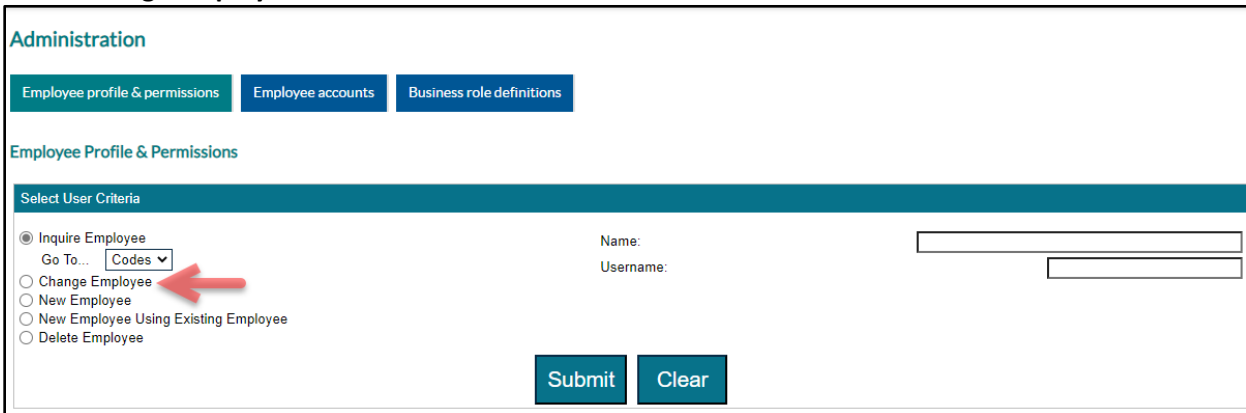 Administration
Employee profile & permissions Employee accounts Business role definitions
Employee Profile & Permissions
Select User Criteria
Inquire Employee
Go To... Codes
Change Employee
New Employee
New Employee Using Existing Employee
Delete Employee
Name:
Username:
Submit Clear